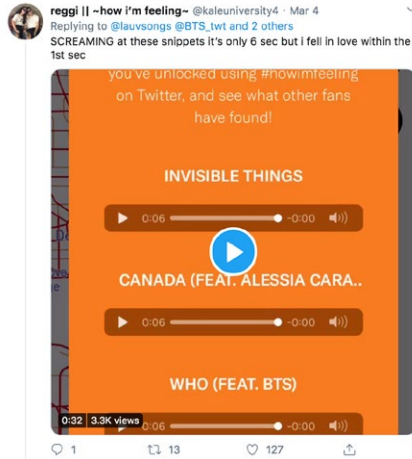 reggi || ~how i'm feeling~ @kaleuniversity4 · Mar 4
Replying to @lauvsongs @BTS_twt and 2 others
SCREAMING at these snippets it's only 6 sec but i fell in love within the
1st sec
you've unlocked using #howimfeeling
on Twitter, and see what other fans
have found!
INVISIBLE THINGS
0:06 -0:00
CANADA (FEAT. ALESSIA CARA..
0:06 -0:00
WHO (FEAT. BTS)
0:32 3.3K views 0:06 -0:00
1 13 127